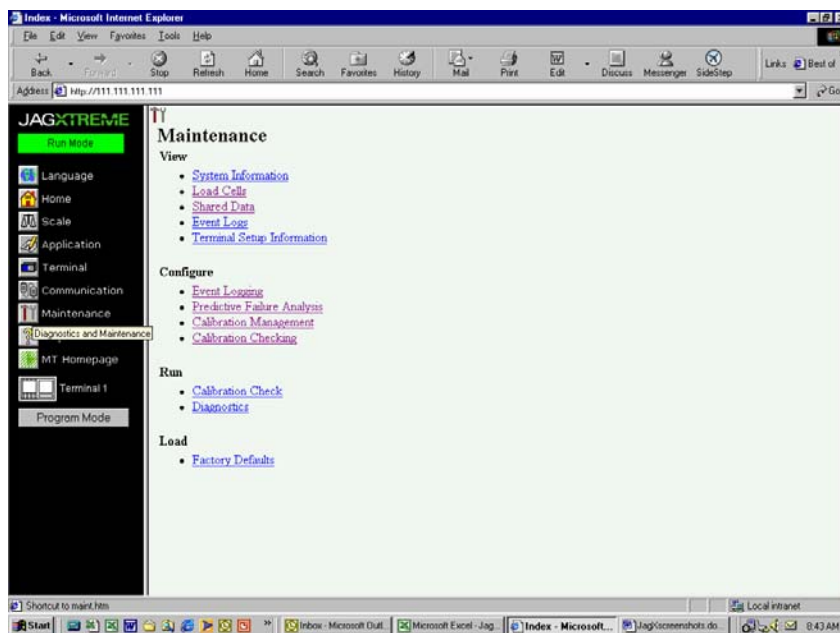 Index - Microsoft Internet Explorer
File Edit View Favorites Tools Help
Back Forward Stop Refresh Home Search Favorites History Mail Print Edit Discuss Messenger SideStep Links Best of
Address http://111.111.111.111 Go
JAGXTREME
Run Mode
Language
Home
Scale
Application
Terminal
Communication
Maintenance
Diagnostics and Maintenance
MT Homepage
Terminal 1
Program Mode
Maintenance
View
System Information
Load Cells
Shared Data
Event Logs
Terminal Setup Information
Configure
Event Logging
Predictive Failure Analysis
Calibration Management
Calibration Checking
Run
Calibration Check
Diagnostics
Load
Factory Defaults
Shortcut to maint.htm Local intranet
Start Inbox - Microsoft Outl... Microsoft Excel - Jag... Index - Microsoft... JagXscreenshots.do... 8:43 AM